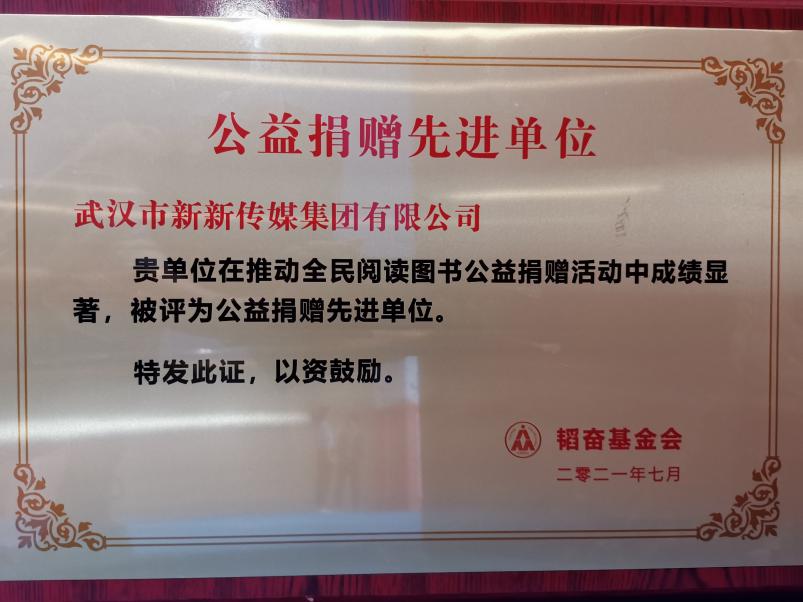 公益捐赠先进单位
武汉市新新传媒集团有限公司
贵单位在推动全民阅读图书公益捐赠活动中成绩显
著，被评为公益捐赠先进单位。
特发此证，以资鼓励。
韬奋基金会
二零二一年七月